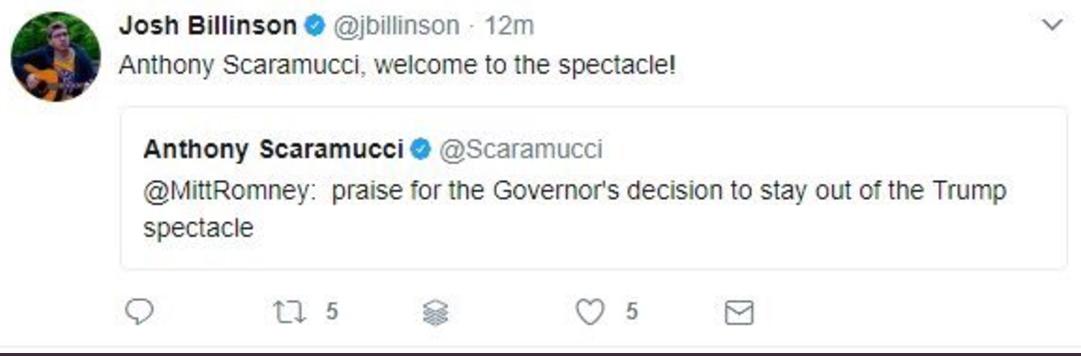 Josh Billinson @jbillinson · 12m
Anthony Scaramucci, welcome to the spectacle!
Anthony Scaramucci @Scaramucci
@MittRomney: praise for the Governor's decision to stay out of the Trump
spectacle
5 5